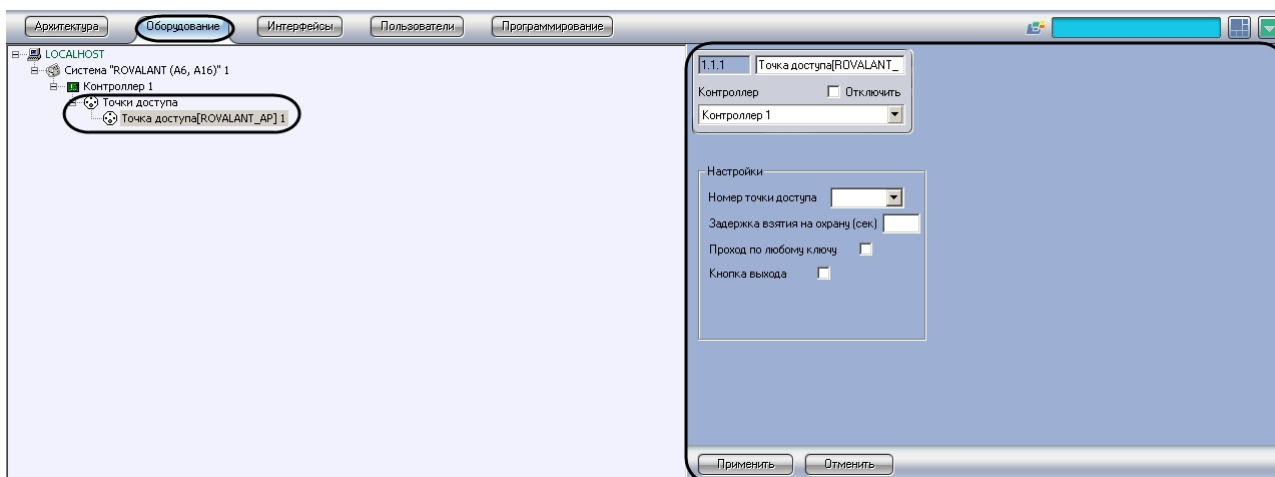 Архитектура Оборудование Интерфейсы Пользователи Программирование
LOCALHOST
Система "ROVALANT (A6, A16)" 1
Контроллер 1
Точки доступа
Точка доступа[ROVALANT_AP] 1
1.1.1 Точка доступа[ROVALANT_
Контроллер Отключить
Контроллер 1
Настройки
Номер точки доступа
Задержка взятия на охрану (сек)
Проход по любому ключу
Кнопка выхода
Применить Отменить